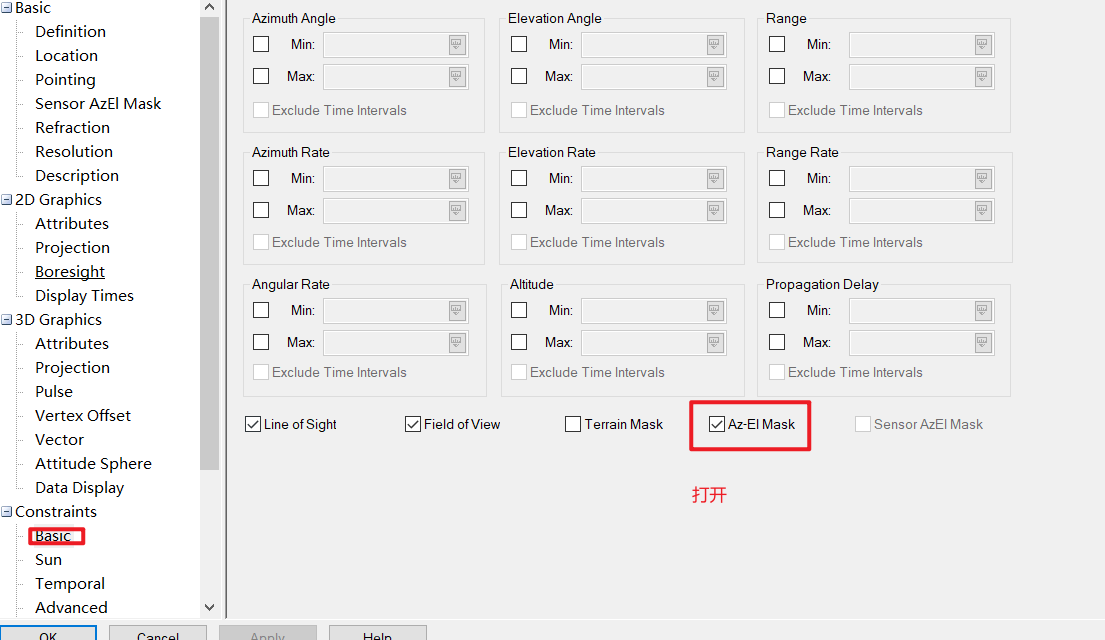 Basic
Definition
Location
Pointing
Sensor AzEl Mask
Refraction
Resolution
Description
2D Graphics
Attributes
Projection
Boresight
Display Times
3D Graphics
Attributes
Projection
Pulse
Vertex Offset
Vector
Attitude Sphere
Data Display
Constraints
Basic
Sun
Temporal
Advanced
Azimuth Angle
Min:
Max:
Exclude Time Intervals
Elevation Angle
Min:
Max:
Exclude Time Intervals
Range
Min:
Max:
Exclude Time Intervals
Azimuth Rate
Min:
Max:
Exclude Time Intervals
Elevation Rate
Min:
Max:
Exclude Time Intervals
Range Rate
Min:
Max:
Exclude Time Intervals
Angular Rate
Min:
Max:
Exclude Time Intervals
Altitude
Min:
Max:
Exclude Time Intervals
Propagation Delay
Min:
Max:
Exclude Time Intervals
Line of Sight
Field of View
Terrain Mask
Az-El Mask
Sensor AzEl Mask
打开
OK
Cancel
Apply
Help